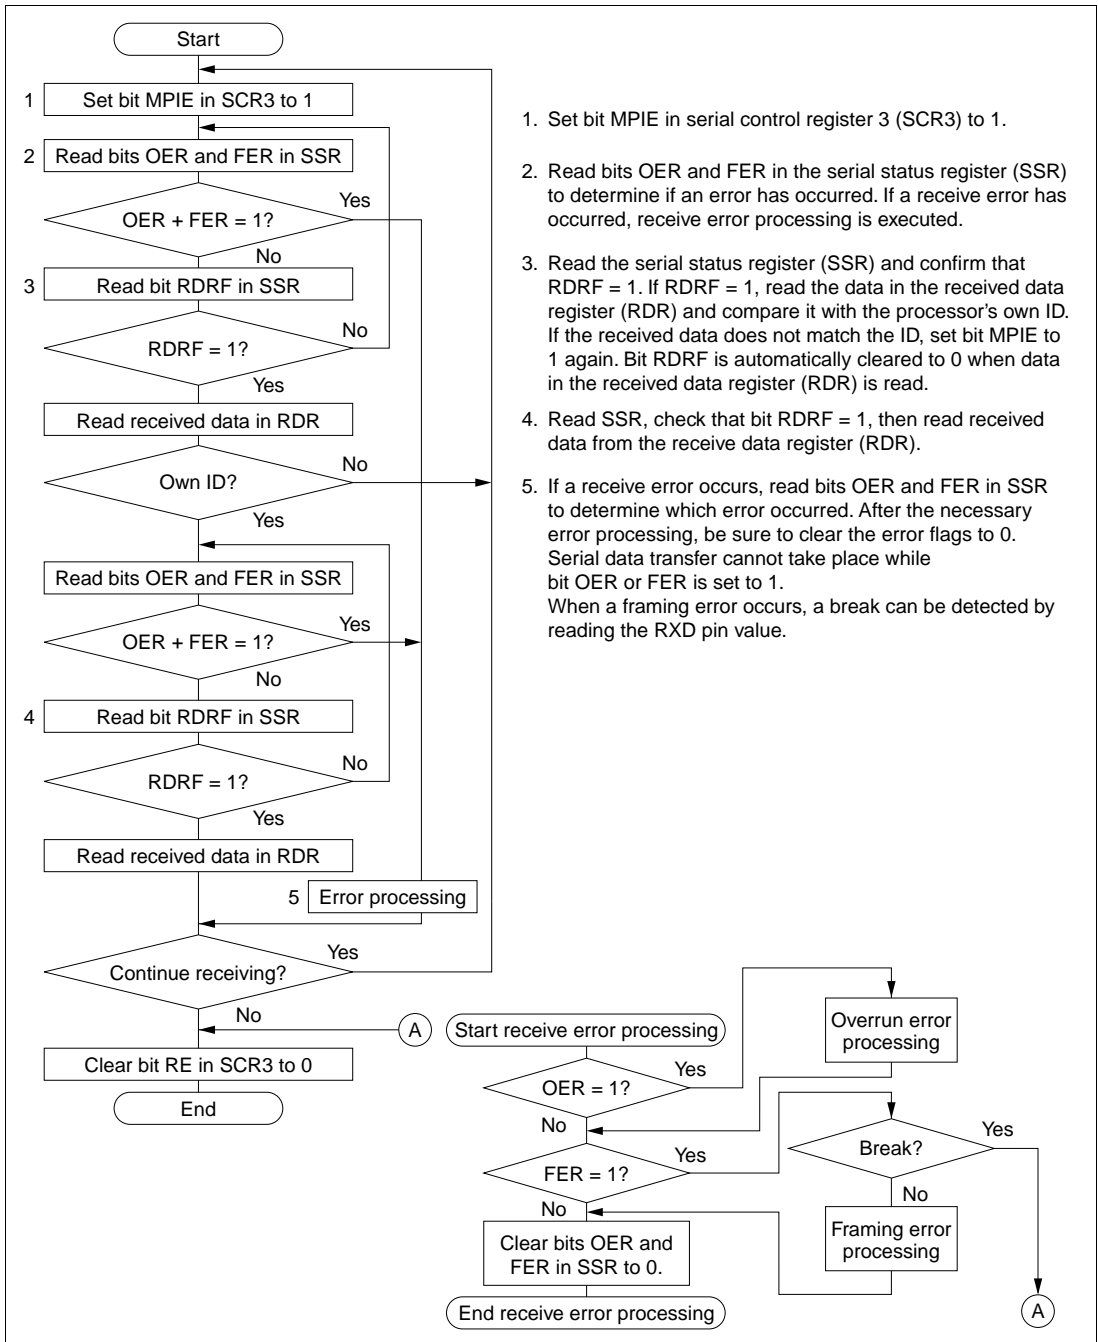 Start
1 Set bit MPIE in SCR3 to 1
2 Read bits OER and FER in SSR
Yes
OER + FER = 1?
No
3 Read bit RDRF in SSR
No
RDRF = 1?
Yes
Read received data in RDR
No
Own ID?
Yes
Read bits OER and FER in SSR
Yes
OER + FER = 1?
No
4 Read bit RDRF in SSR
No
RDRF = 1?
Yes
Read received data in RDR
5 Error processing
Yes
Continue receiving?
No
A
Clear bit RE in SCR3 to 0
End
1. Set bit MPIE in serial control register 3 (SCR3) to 1.
2. Read bits OER and FER in the serial status register (SSR)
to determine if an error has occurred. If a receive error has
occurred, receive error processing is executed.
3. Read the serial status register (SSR) and confirm that
RDRF = 1. If RDRF = 1, read the data in the received data
register (RDR) and compare it with the processor's own ID.
If the received data does not match the ID, set bit MPIE to
1 again. Bit RDRF is automatically cleared to 0 when data
in the received data register (RDR) is read.
4. Read SSR, check that bit RDRF = 1, then read received
data from the receive data register (RDR).
5. If a receive error occurs, read bits OER and FER in SSR
to determine which error occurred. After the necessary
error processing, be sure to clear the error flags to 0.
Serial data transfer cannot take place while
bit OER or FER is set to 1.
When a framing error occurs, a break can be detected by
reading the RXD pin value.
Start receive error processing
Overrun error
processing
Yes
OER = 1?
No
Yes
FER = 1?
No
Break?
Yes
No
Framing error
processing
Clear bits OER and
FER in SSR to 0.
End receive error processing
A